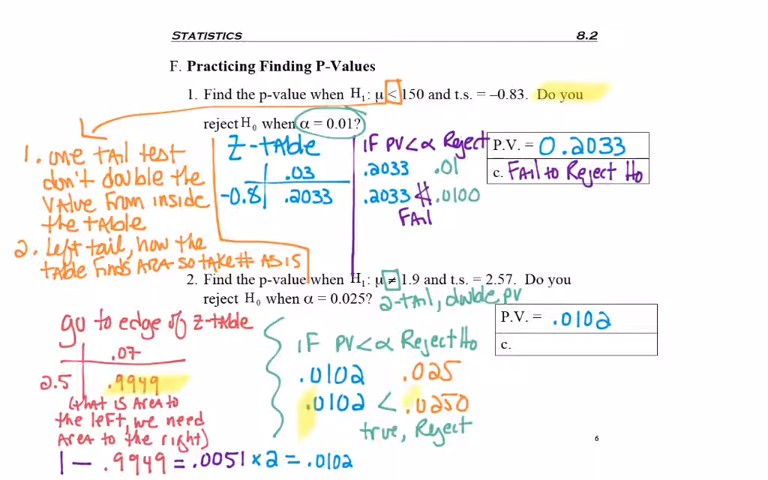 STATISTICS 8.2
F. Practicing Finding P-Values
1. Find the p-value when H₁: μ < 150 and t.s. = –0.83. Do you
reject H₀ when α = 0.01?
P.V. = 0.2033
c. FAil to Reject Ho
1. one TAil test
don't double the
VAlue From inside
the tABle
2. Left tail, how the
tABle Finds ArA so tAke # AS iS
Z-tABle
.03
-0.8 .2033
IF PV<α Reject
.2033 .01
.2033 ≮ .0100
FAil
2. Find the p-value when H₁: μ ≠ 1.9 and t.s. = 2.57. Do you
reject H₀ when α = 0.025?
2-tail, double pv
P.V. = .0102
c.
go to edge of Z-tABle
.07
2.5 .9949
(that is AreA to
the left, we need
AreA to the right)
1 – .9949 = .0051 x 2 = .0102
IF PV<α Reject Ho
.0102 .025
.0102 < .0250
true, Reject
6